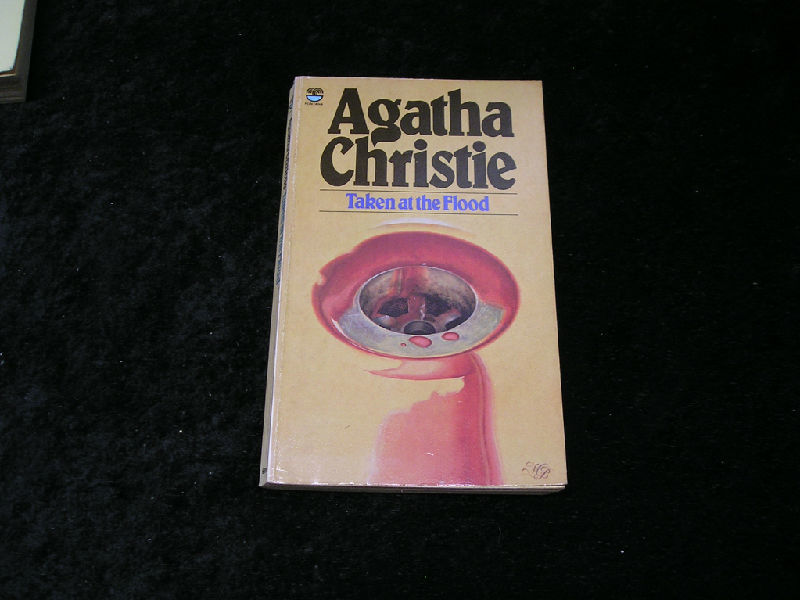 Agatha
Christie
Taken at the Flood